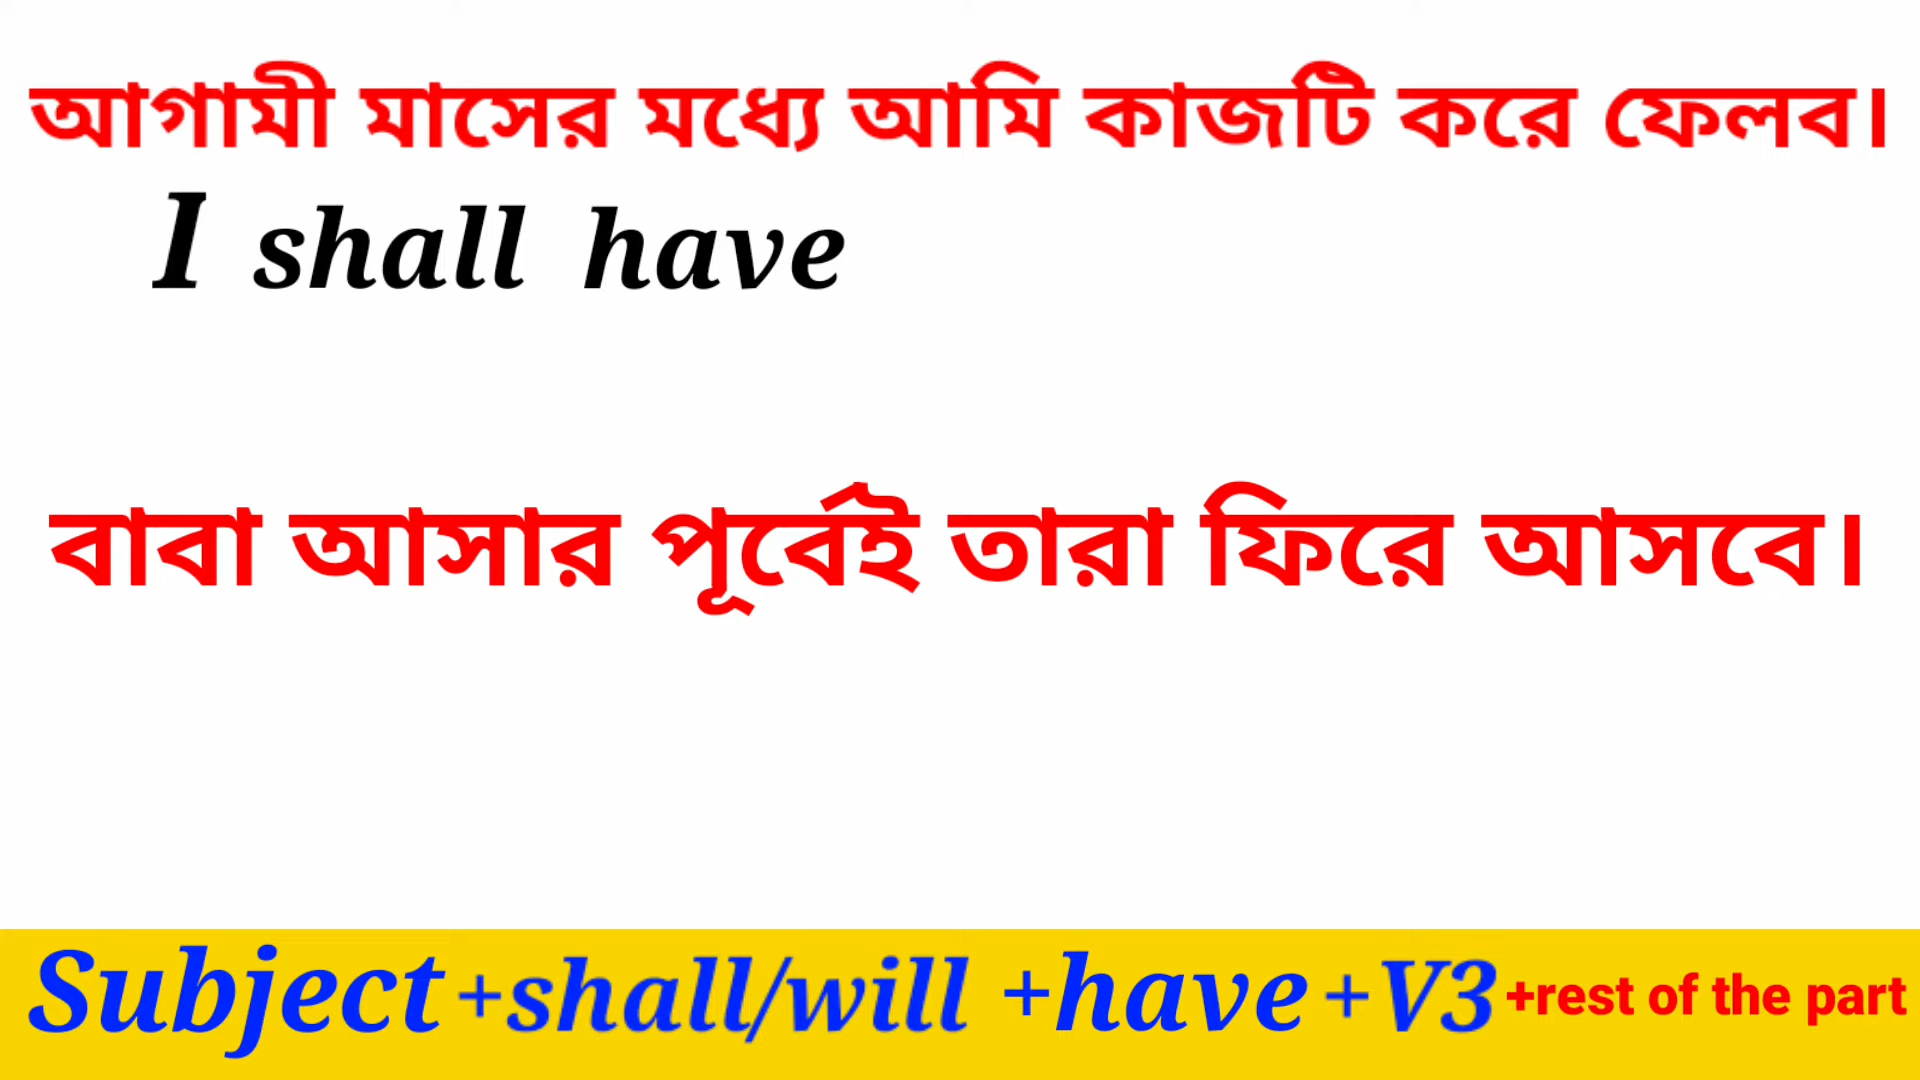 আগামী মাসের মধ্যে আমি কাজটি করে ফেলব।
I shall have
বাবা আসার পূর্বেই তারা ফিরে আসবে।
Subject +shall/will +have +V3 +rest of the part